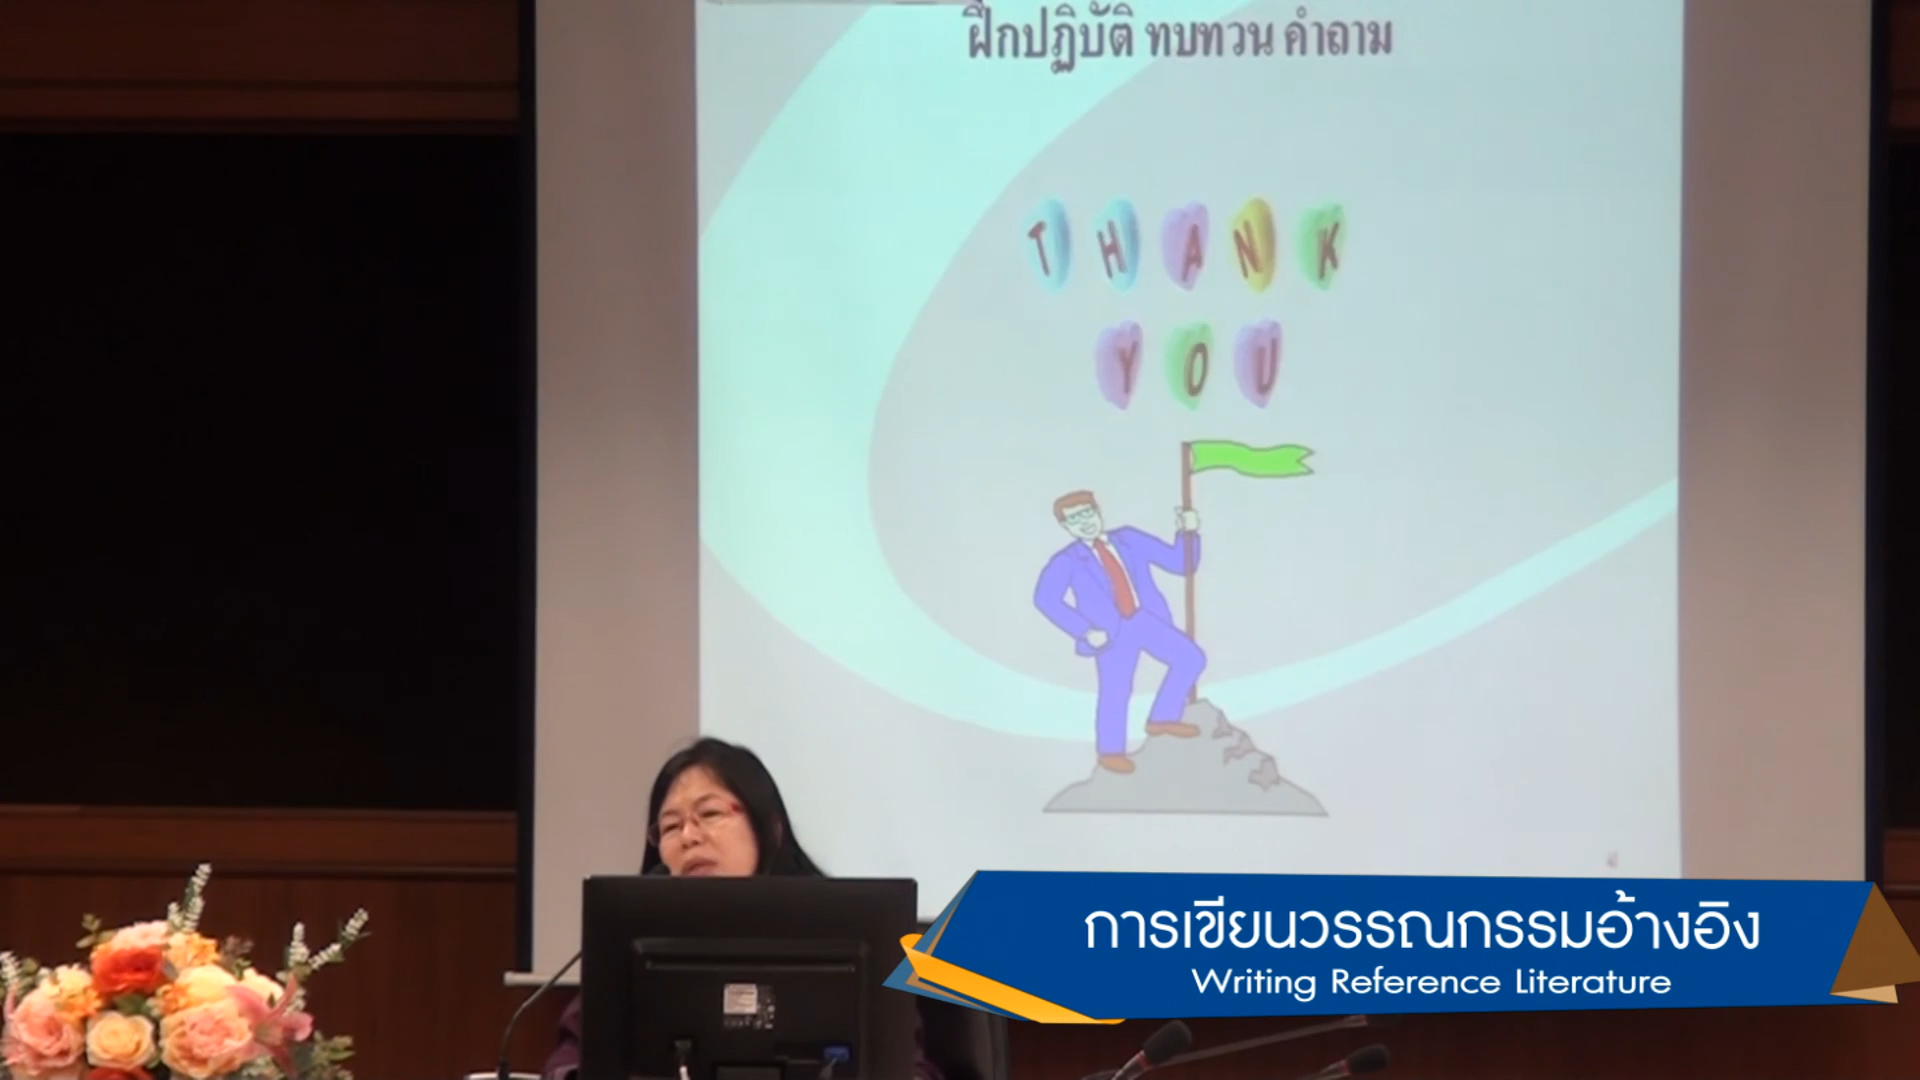 ฝึกปฏิบัติ ทบทวน คำถาม
THANK
YOU
การเขียนวรรณกรรมอ้างอิง
Writing Reference Literature